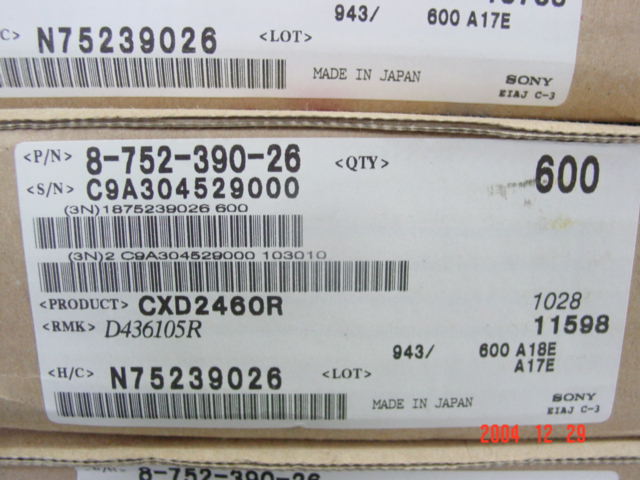 943/ 600 A17E
N75239026 <LOT>
MADE IN JAPAN SONY
EIAJ C-3
<P/N> 8-752-390-26 <QTY> 600
<S/N> C9A304529000
(3N)1875239026 600
(3N)2 C9A304529000 103010
<PRODUCT> CXD2460R 1028
<RMK> D436105R 11598
943/ 600 A18E
A17E
<H/C> N75239026 <LOT>
MADE IN JAPAN SONY
EIAJ C-3
2004 12 29
8-752-390-26